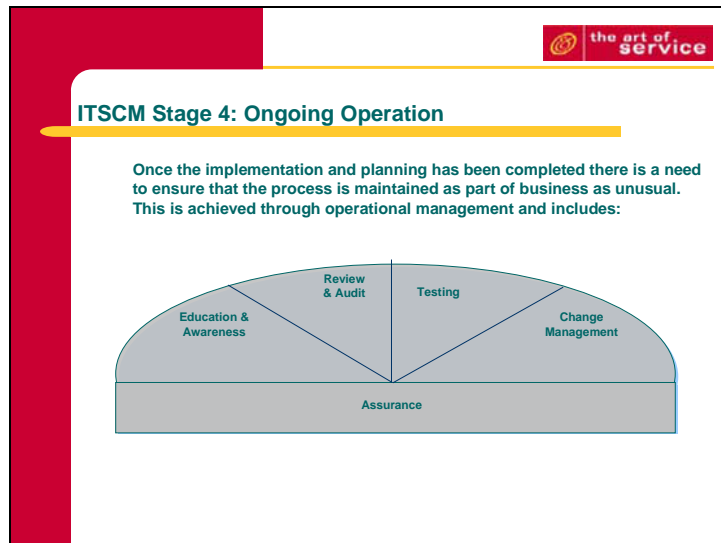 the art of
service
ITSCM Stage 4: Ongoing Operation
Once the implementation and planning has been completed there is a need
to ensure that the process is maintained as part of business as unusual.
This is achieved through operational management and includes:
Education &
Awareness
Review
& Audit
Testing
Change
Management
Assurance